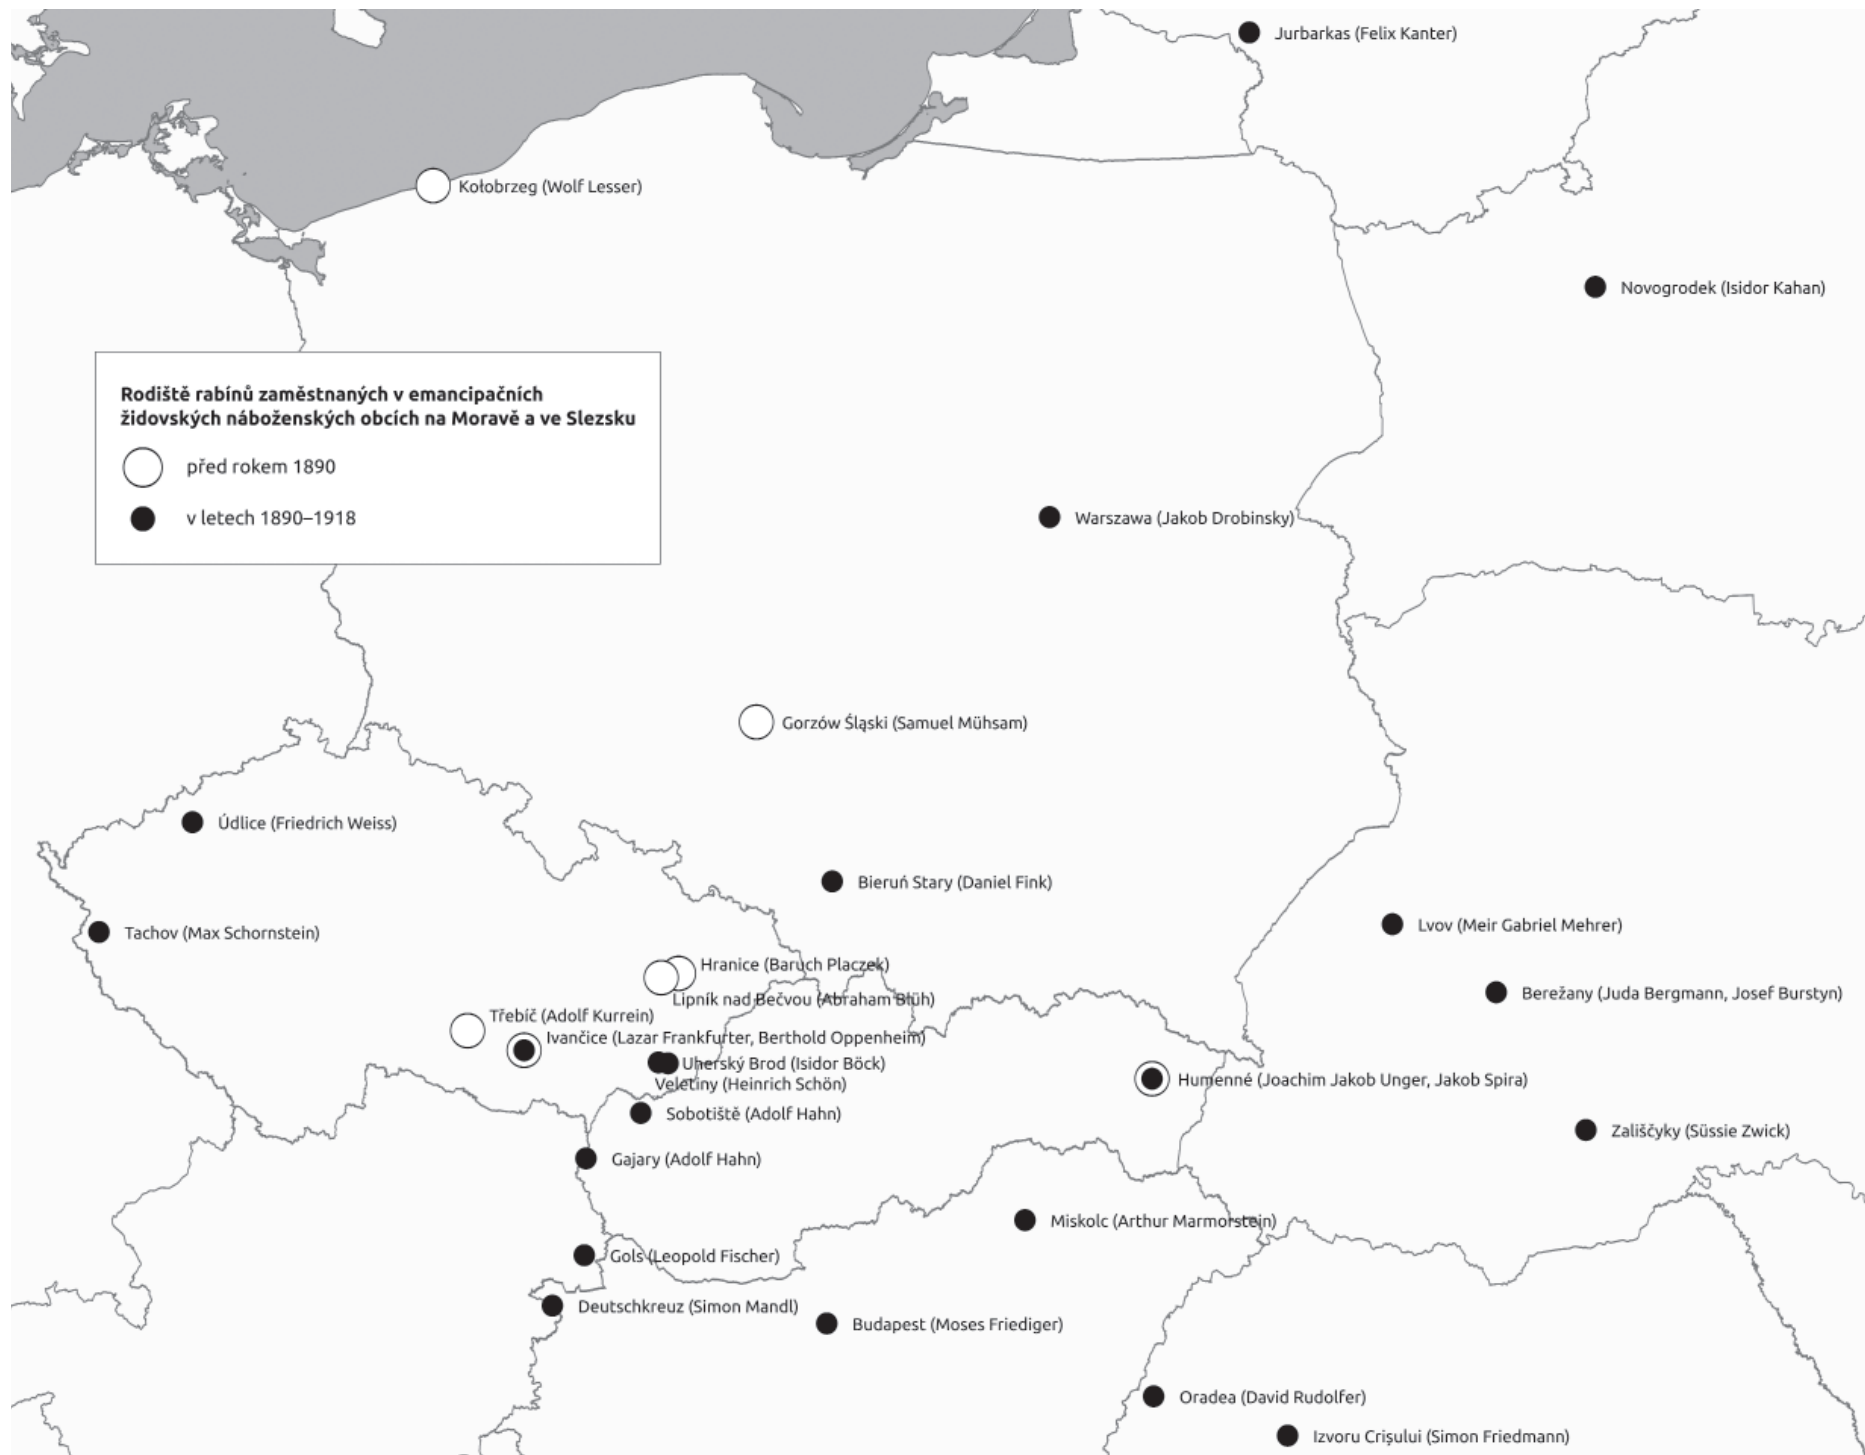 Jurbarkas (Felix Kanter)
Kołobrzeg (Wolf Lesser)
Novogrodek (Isidor Kahan)
Rodiště rabínů zaměstnaných v emancipačních
židovských náboženských obcích na Moravě a ve Slezsku
před rokem 1890
v letech 1890–1918
Warszawa (Jakob Drobinsky)
Gorzów Śląski (Samuel Mühsam)
Údlice (Friedrich Weiss)
Bieruń Stary (Daniel Fink)
Lvov (Meir Gabriel Mehrer)
Tachov (Max Schornstein)
Hranice (Baruch Placzek)
Berežany (Juda Bergmann, Josef Burstyn)
Lipník nad Bečvou (Abraham Blüh)
Třebíč (Adolf Kurrein)
Ivančice (Lazar Frankfurter, Berthold Oppenheim)
Uherský Brod (Isidor Böck)
Humenné (Joachim Jakob Unger, Jakob Spira)
Veletiny (Heinrich Schön)
Sobotiště (Adolf Hahn)
Zališčyky (Süssie Zwick)
Gajary (Adolf Hahn)
Miskolc (Arthur Marmorstein)
Gols (Leopold Fischer)
Deutschkreuz (Simon Mandl)
Budapest (Moses Friediger)
Oradea (David Rudolfer)
Izvoru Crișului (Simon Friedmann)